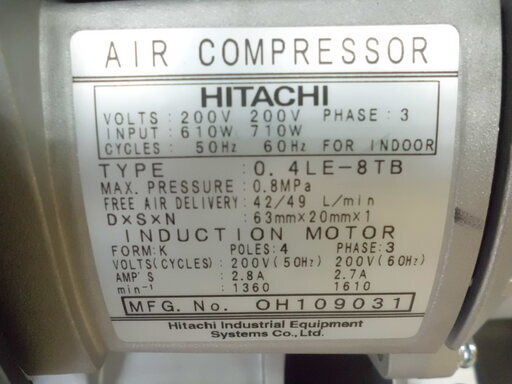 AIR COMPRESSOR
HITACHI
VOLTS : 200V 200V PHASE : 3
INPUT : 610W 710W
CYCLES : 50Hz 60Hz FOR INDOOR
TYPE : 0. 4LE-8TB
MAX. PRESSURE : 0.8MPa
FREE AIR DELIVERY : 42/49 L/min
D×S×N : 63mm×20mm×1
INDUCTION MOTOR
FORM:K POLES:4 PHASE:3
VOLTS(CYCLES) : 200V(50Hz) 200V(60Hz)
AMP'S : 2.8A 2.7A
min⁻¹ : 1360 1610
MFG. No. OH109031
Hitachi Industrial Equipment
Systems Co.,Ltd.